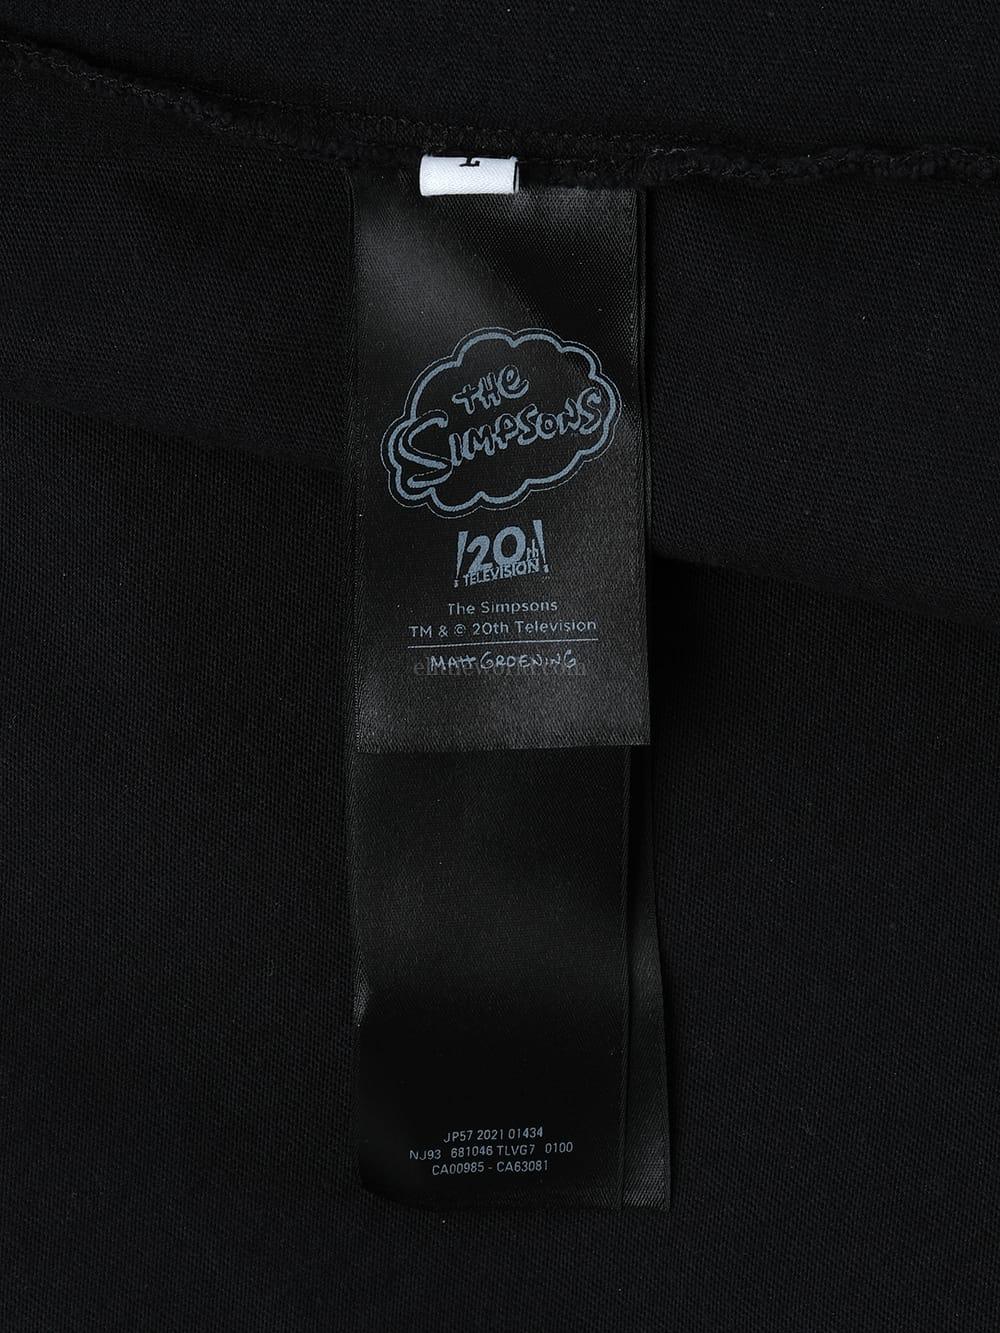 THE
SIMPSONS
20th
TELEVISION
The Simpsons
TM & © 20th Television
MATT GROENING
JP57 2021 01434
NJ93 681046 TLVG7 0100
CA00985 - CA63081